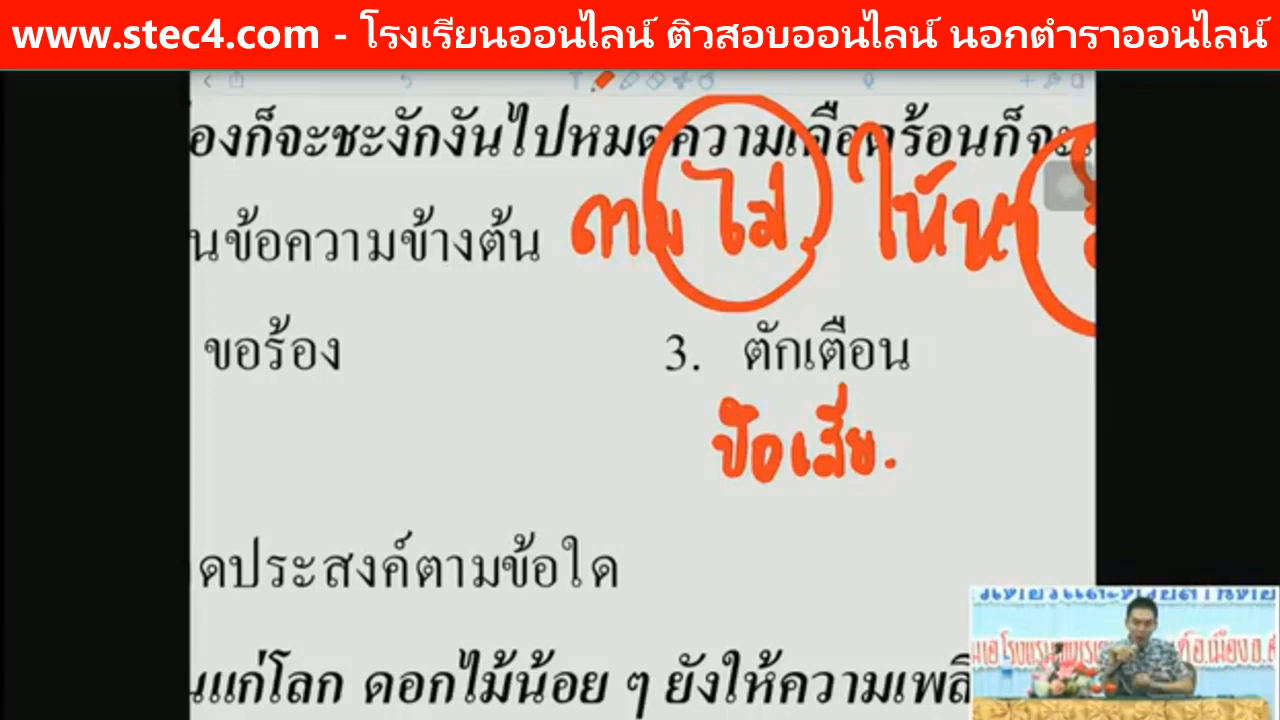 www.stec4.com - โรงเรียนออนไลน์ ติวสอบออนไลน์ นอกตำราออนไลน์
องก็จะชะงักงันไปหมดความเดือดร้อนก็จะ
นข้อความข้างต้น
ไม่ ให้
ขอร้อง 3. ตักเตือน
ข้อเสีย.
ดประสงค์ตามข้อใด
นแก่โลก ดอกไม้น้อย ๆ ยังให้ความเพลิ